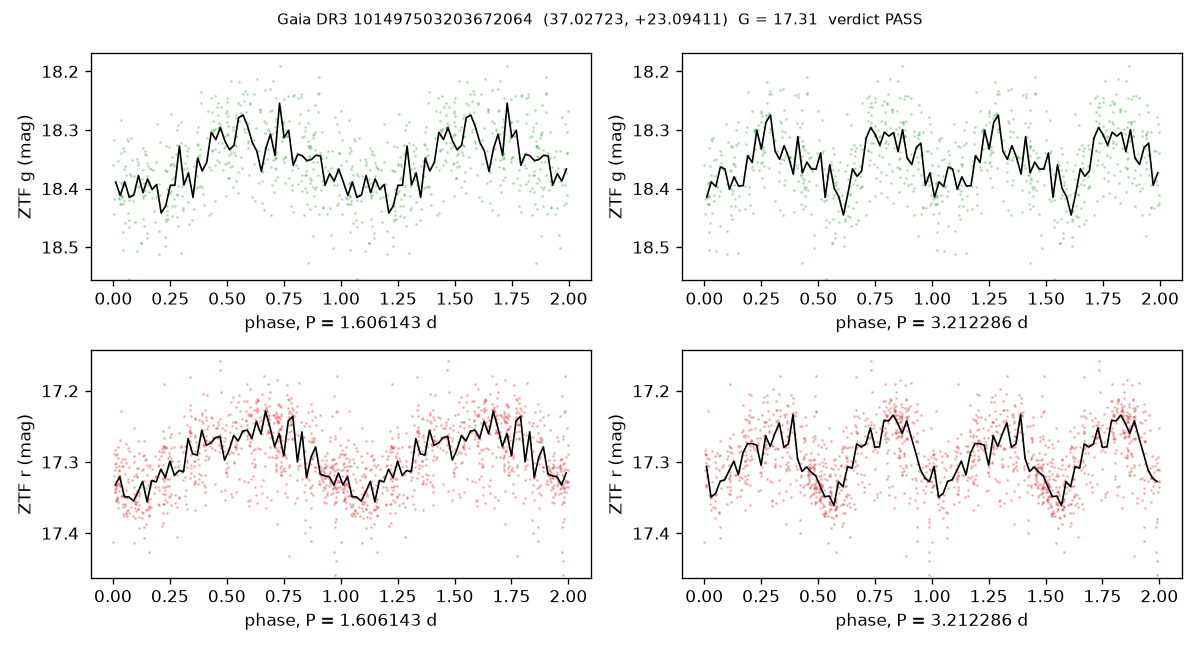 Gaia DR3 101497503203672064  (37.02723, +23.09411)  G = 17.31  verdict PASS
ZTF g (mag)
18.2
18.3
18.4
18.5
0.00 0.25 0.50 0.75 1.00 1.25 1.50 1.75 2.00
phase, P = 1.606143 d
ZTF g (mag)
18.2
18.3
18.4
18.5
0.00 0.25 0.50 0.75 1.00 1.25 1.50 1.75 2.00
phase, P = 3.212286 d
ZTF r (mag)
17.2
17.3
17.4
0.00 0.25 0.50 0.75 1.00 1.25 1.50 1.75 2.00
phase, P = 1.606143 d
ZTF r (mag)
17.2
17.3
17.4
0.00 0.25 0.50 0.75 1.00 1.25 1.50 1.75 2.00
phase, P = 3.212286 d